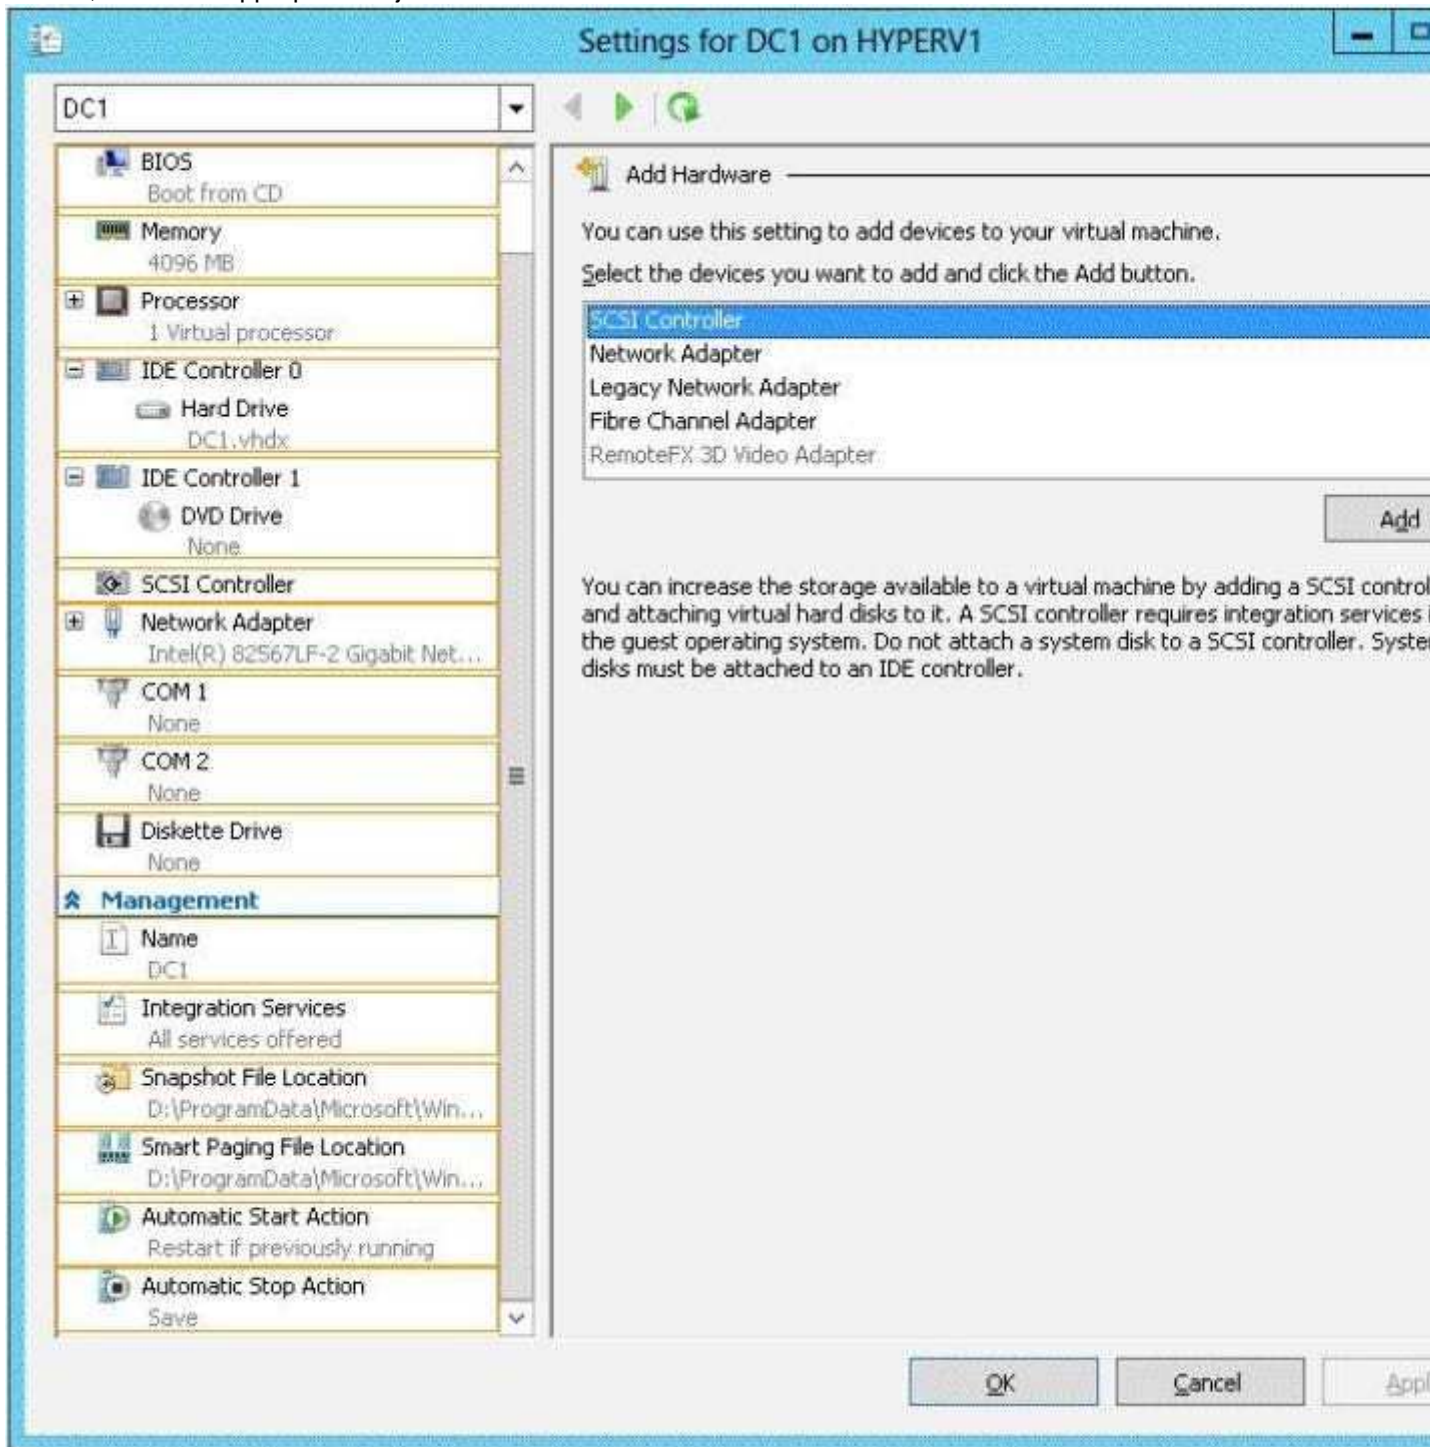 Settings for DC1 on HYPERV1
DC1
BIOS
Boot from CD
Memory
4096 MB
Processor
1 Virtual processor
IDE Controller 0
Hard Drive
DC1.vhdx
IDE Controller 1
DVD Drive
None
SCSI Controller
Network Adapter
Intel(R) 82567LF-2 Gigabit Net...
COM 1
None
COM 2
None
Diskette Drive
None
Management
Name
DC1
Integration Services
All services offered
Snapshot File Location
D:\ProgramData\Microsoft\Win...
Smart Paging File Location
D:\ProgramData\Microsoft\Win...
Automatic Start Action
Restart if previously running
Automatic Stop Action
Save
Add Hardware
You can use this setting to add devices to your virtual machine.
Select the devices you want to add and click the Add button.
SCSI Controller
Network Adapter
Legacy Network Adapter
Fibre Channel Adapter
RemoteFX 3D Video Adapter
Add
You can increase the storage available to a virtual machine by adding a SCSI control
and attaching virtual hard disks to it. A SCSI controller requires integration services i
the guest operating system. Do not attach a system disk to a SCSI controller. Syste
disks must be attached to an IDE controller.
OK
Cancel
Appl